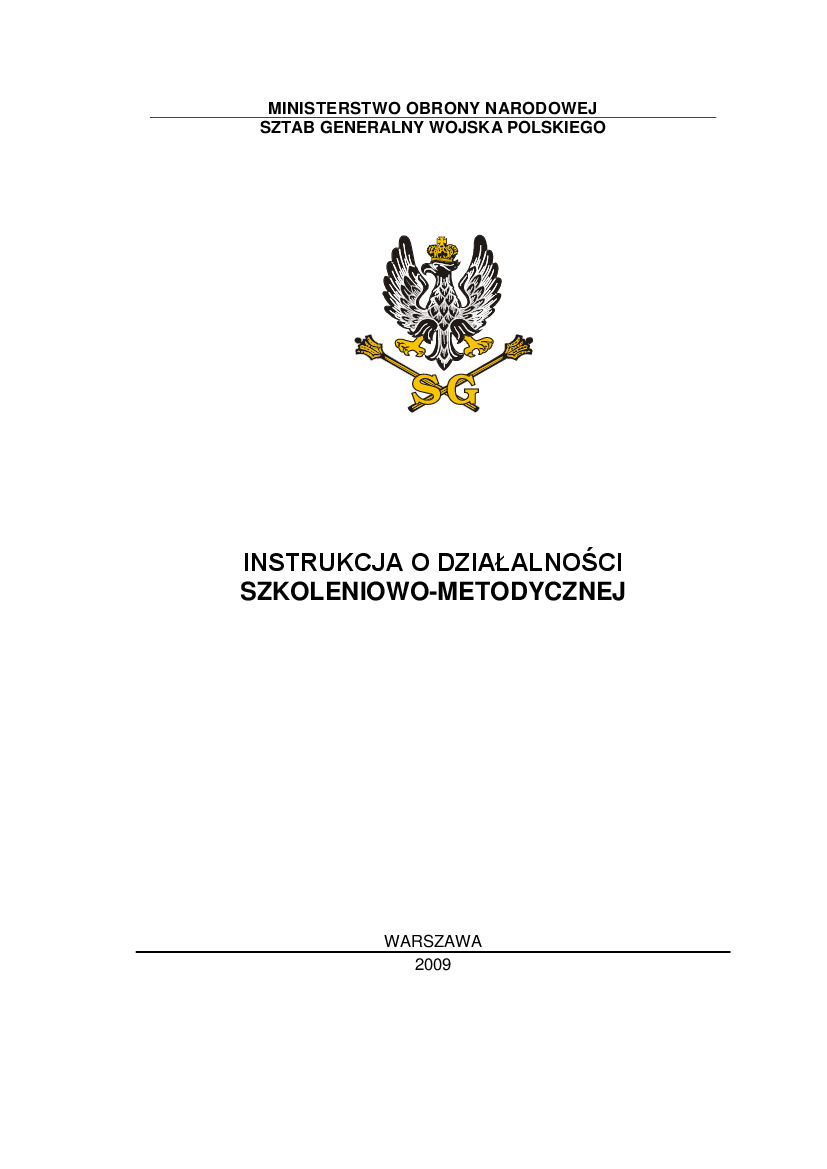 MINISTERSTWO OBRONY NARODOWEJ
SZTAB GENERALNY WOJSKA POLSKIEGO
SG
INSTRUKCJA O DZIAŁALNOŚCI
SZKOLENIOWO-METODYCZNEJ
WARSZAWA
2009